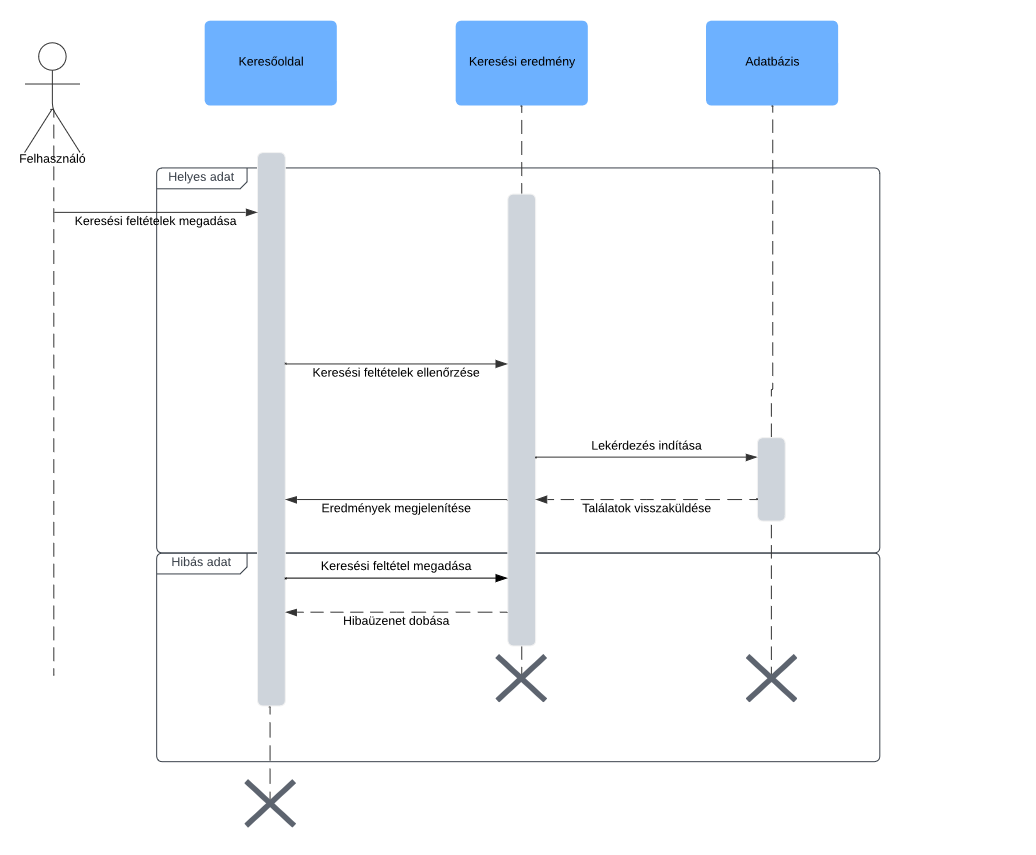 Keresőoldal
Keresési eredmény
Adatbázis
Felhasználó
Helyes adat
Keresési feltételek megadása
Keresési feltételek ellenőrzése
Lekérdezés indítása
Eredmények megjelenítése
Találatok visszaküldése
Hibás adat
Keresési feltétel megadása
Hibaüzenet dobása